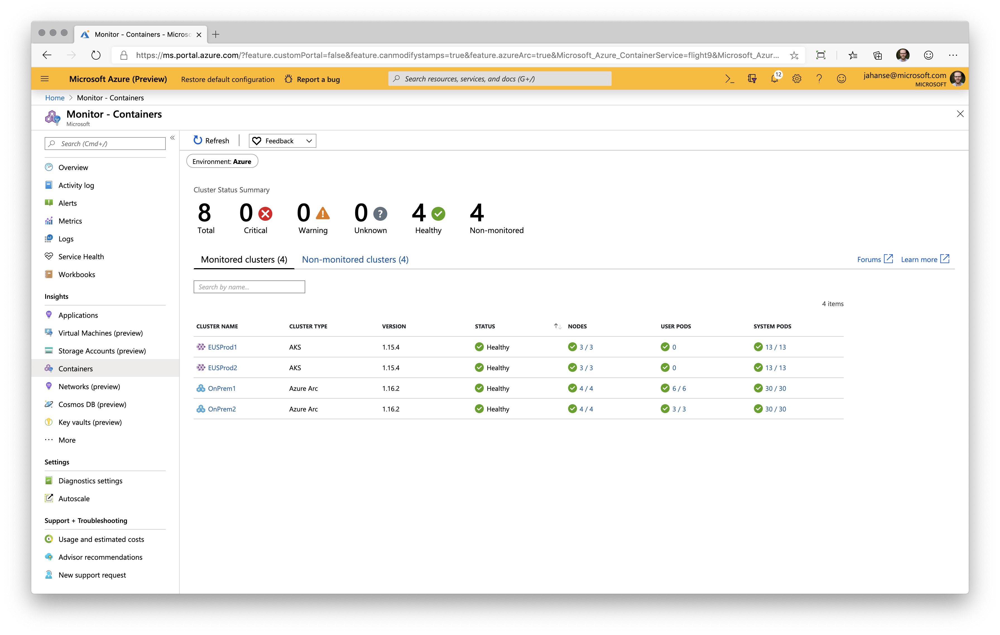 Monitor - Containers - Microso
https://ms.portal.azure.com/?feature.customPortal=false&feature.canmodifystamps=true&feature.azureArc=true&Microsoft_Azure_ContainerService=flight9&Microsoft_Azur...
Microsoft Azure (Preview) Restore default configuration Report a bug Search resources, services, and docs (G+/) 12 jahanse@microsoft.com
MICROSOFT
Home > Monitor - Containers
Monitor - Containers
Microsoft
Search (Cmd+/)
Overview
Activity log
Alerts
Metrics
Logs
Service Health
Workbooks
Insights
Applications
Virtual Machines (preview)
Storage Accounts (preview)
Containers
Networks (preview)
Cosmos DB (preview)
Key vaults (preview)
More
Settings
Diagnostics settings
Autoscale
Support + Troubleshooting
Usage and estimated costs
Advisor recommendations
New support request
Refresh Feedback
Environment: Azure
Cluster Status Summary
8 0 0 0 ? 4 4
Total Critical Warning Unknown Healthy Non-monitored
Monitored clusters (4) Non-monitored clusters (4) Forums Learn more
Search by name...
4 items
CLUSTER NAME CLUSTER TYPE VERSION STATUS NODES USER PODS SYSTEM PODS
EUSProd1 AKS 1.15.4 Healthy 3 / 3 0 13 / 13
EUSProd2 AKS 1.15.4 Healthy 3 / 3 0 13 / 13
OnPrem1 Azure Arc 1.16.2 Healthy 4 / 4 6 / 6 30 / 30
OnPrem2 Azure Arc 1.16.2 Healthy 4 / 4 3 / 3 30 / 30